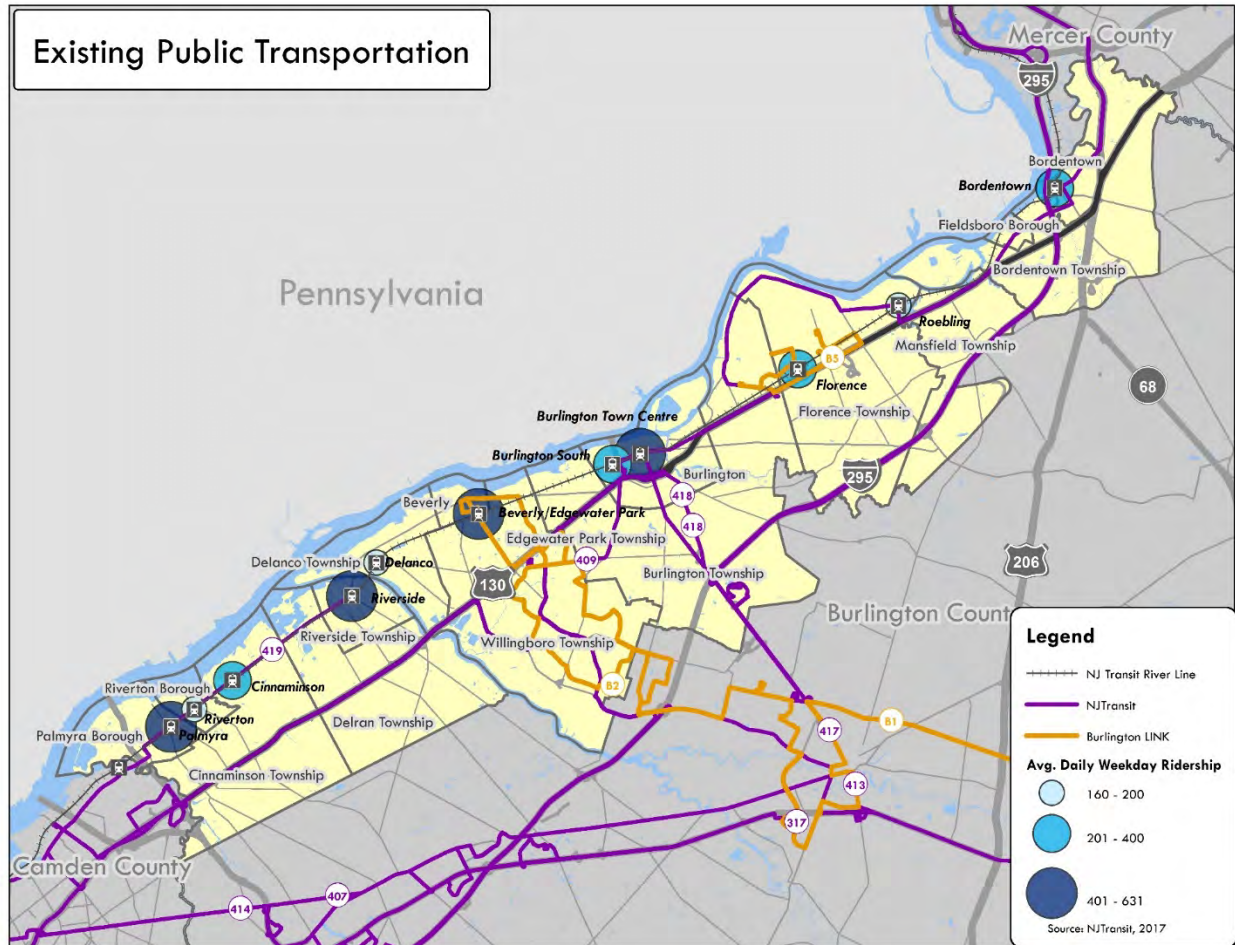 Existing Public Transportation
Mercer County
295
Bordentown
Bordentown
Fieldsboro Borough
Bordentown Township
Pennsylvania
Roebling
Mansfield Township
B5
Florence
68
Florence Township
Burlington Town Centre
Burlington South
Burlington
295
418
418
Beverly
Beverly/Edgewater Park
Edgewater Park Township
409
206
Delanco Township
Delanco
130
Burlington Township
Riverside
Burlington County
Riverside Township
Willingboro Township
419
Cinnaminson
B2
Riverton Borough
Riverton
Delran Township
Palmyra Borough
Palmyra
417
B1
Cinnaminson Township
413
317
Camden County
407
414
Legend
NJ Transit River Line
NJTransit
Burlington LINK
Avg. Daily Weekday Ridership
160 - 200
201 - 400
401 - 631
Source: NJTransit, 2017